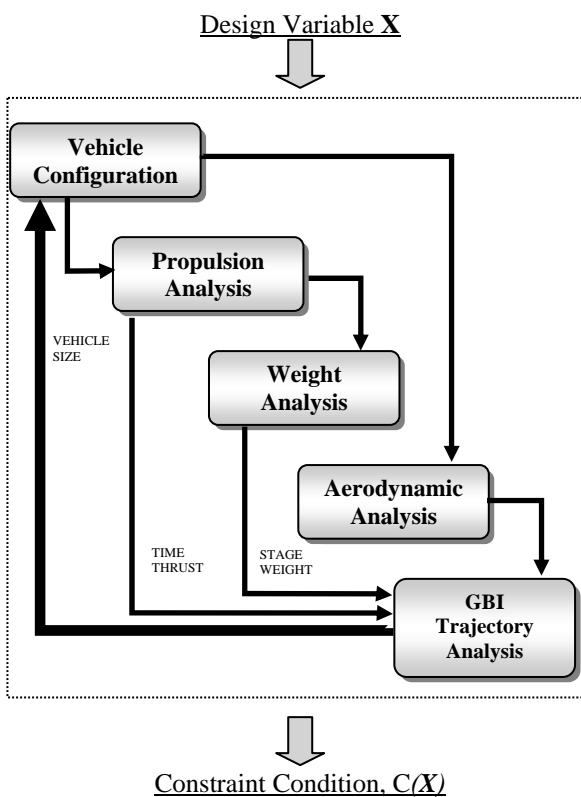 Design Variable X
Vehicle
Configuration
Propulsion
Analysis
VEHICLE
SIZE
Weight
Analysis
Aerodynamic
Analysis
TIME
THRUST
STAGE
WEIGHT
GBI
Trajectory
Analysis
Constraint Condition, C(X)